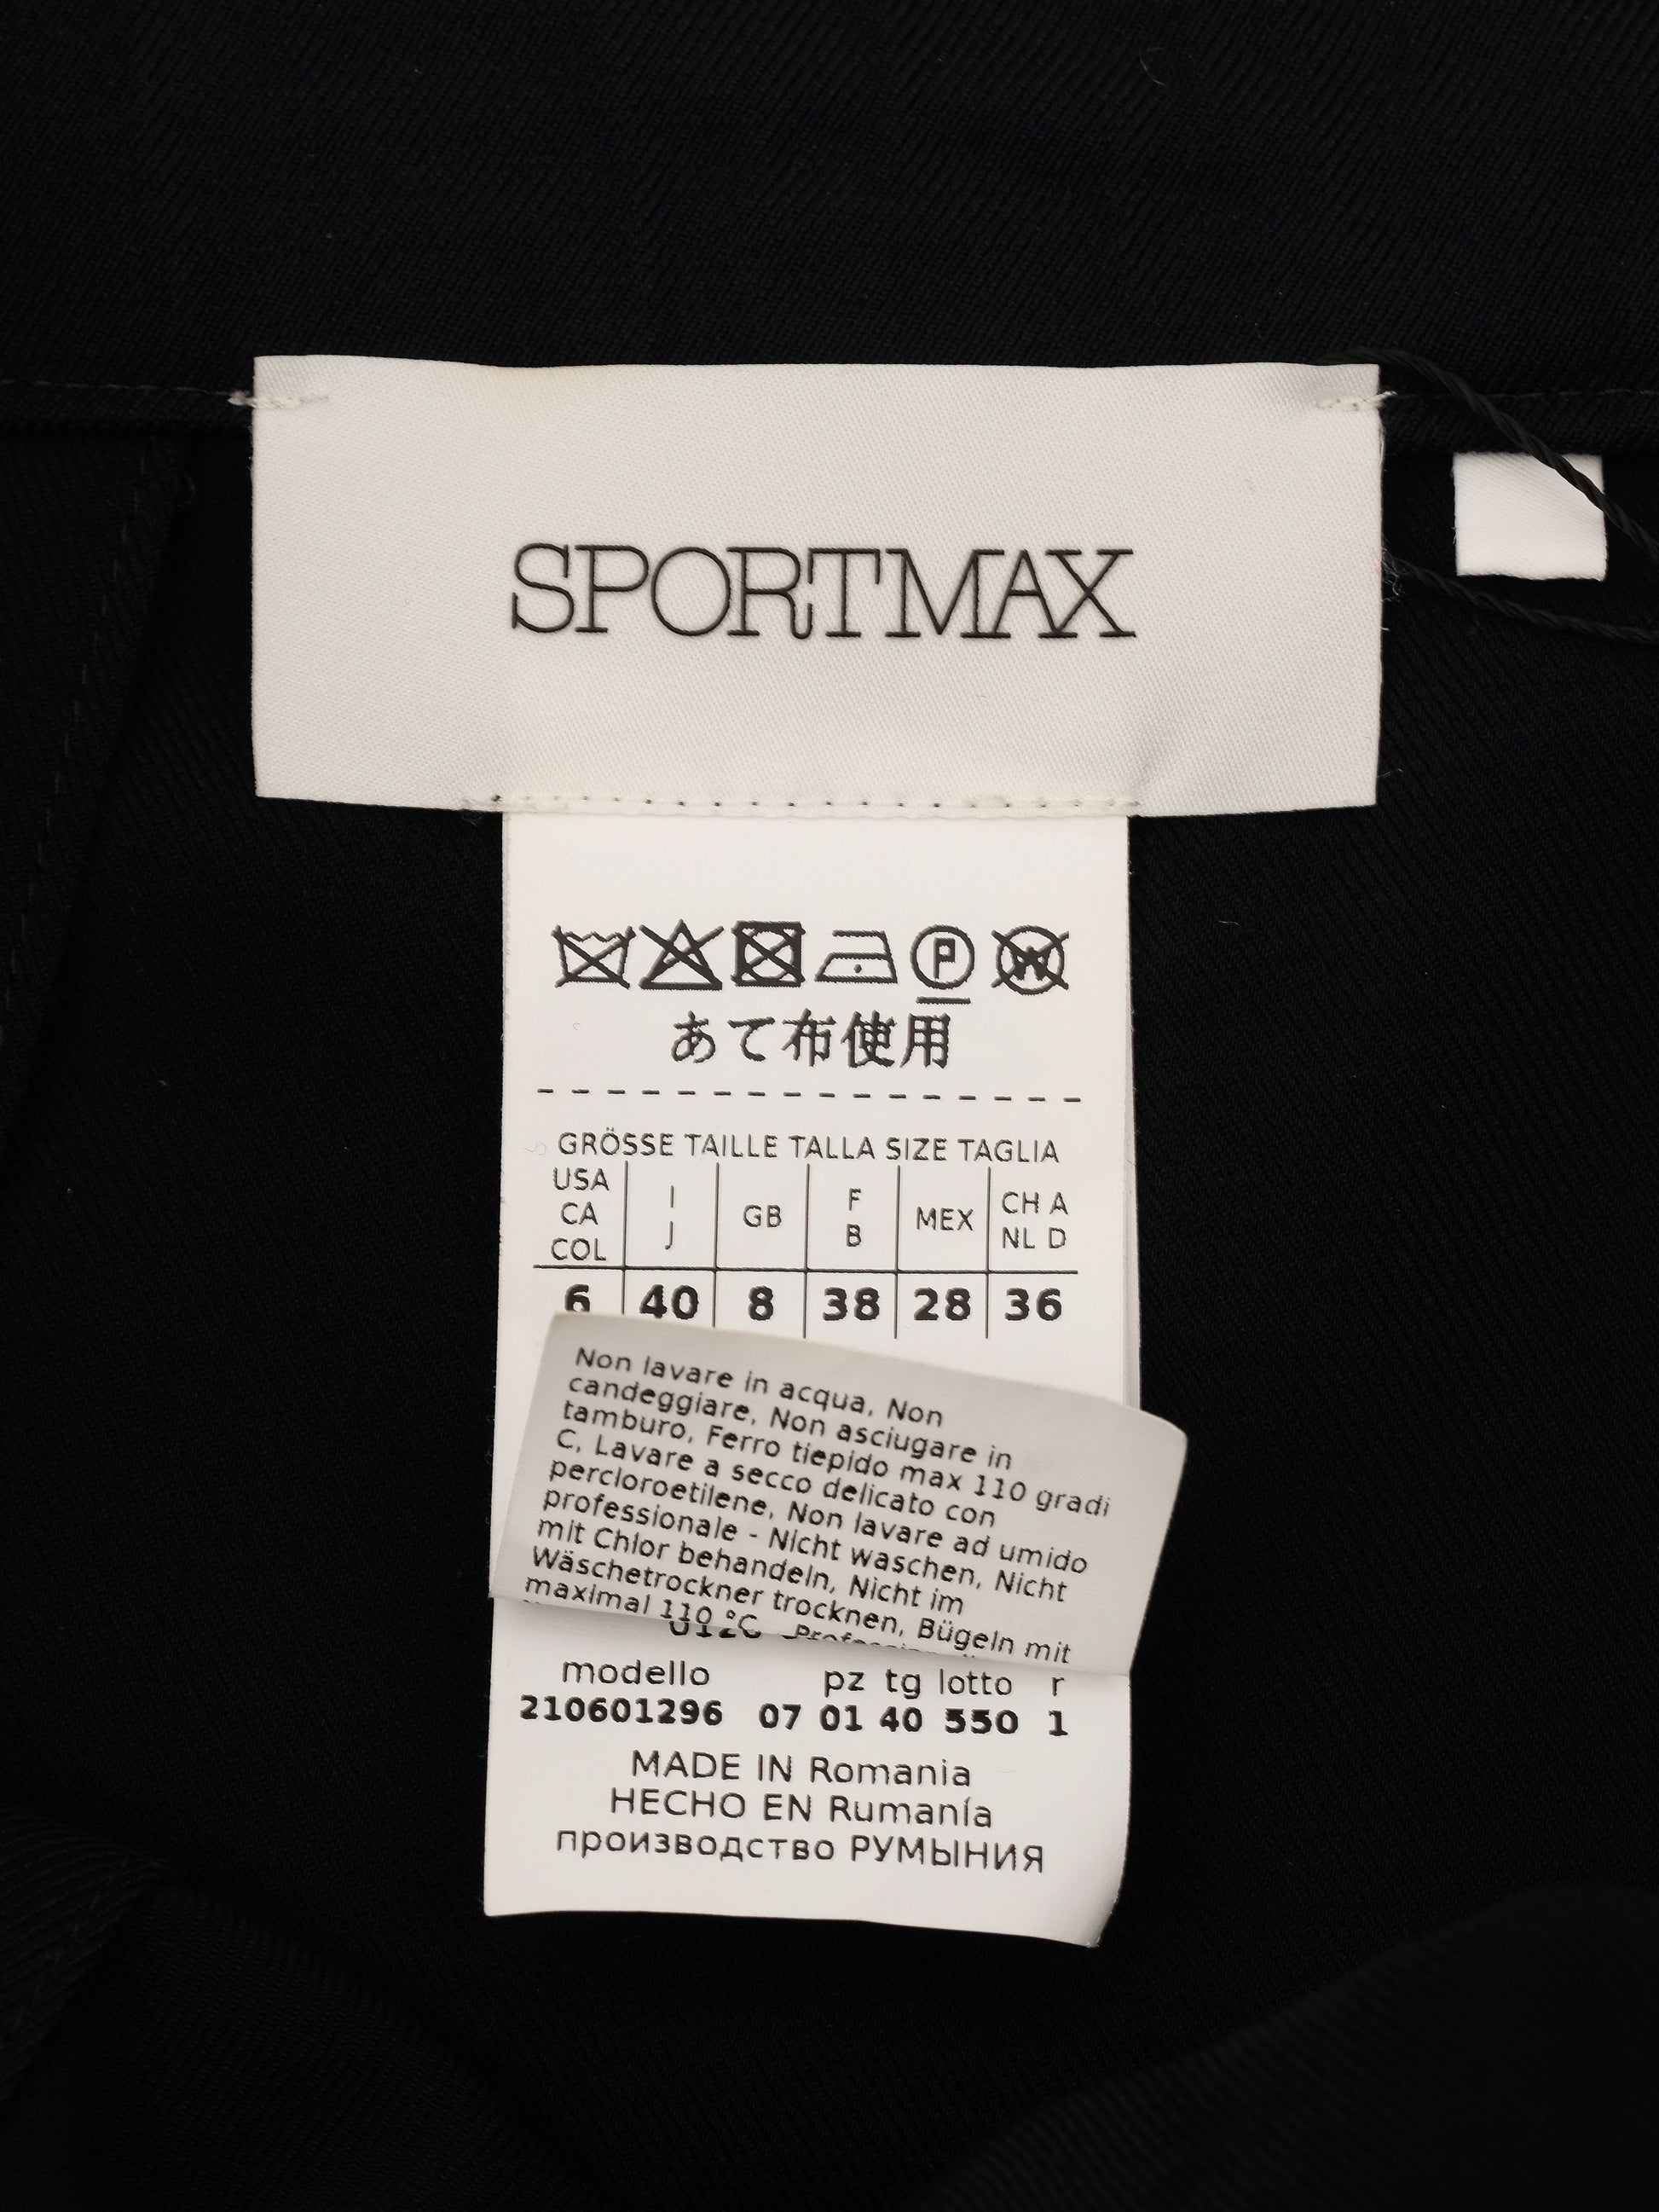 SPORTMAX
P W
あて布使用
GRÖSSE TAILLE TALLA SIZE TAGLIA
USA CA COL I J GB F B MEX CH A NL D
6 40 8 38 28 36
Non lavare in acqua, Non
candeggiare, Non asciugare in
tamburo, Ferro tiepido max 110 gradi
C, Lavare a secco delicato con
percloroetilene, Non lavare ad umido
professionale - Nicht waschen, Nicht
mit Chlor behandeln, Nicht im
Wäschetrockner trocknen, Bügeln mit
maximal 110 °C
modello pz tg lotto r
210601296 07 01 40 550 1
MADE IN Romania
HECHO EN Rumanía
производство РУМЫНИЯ